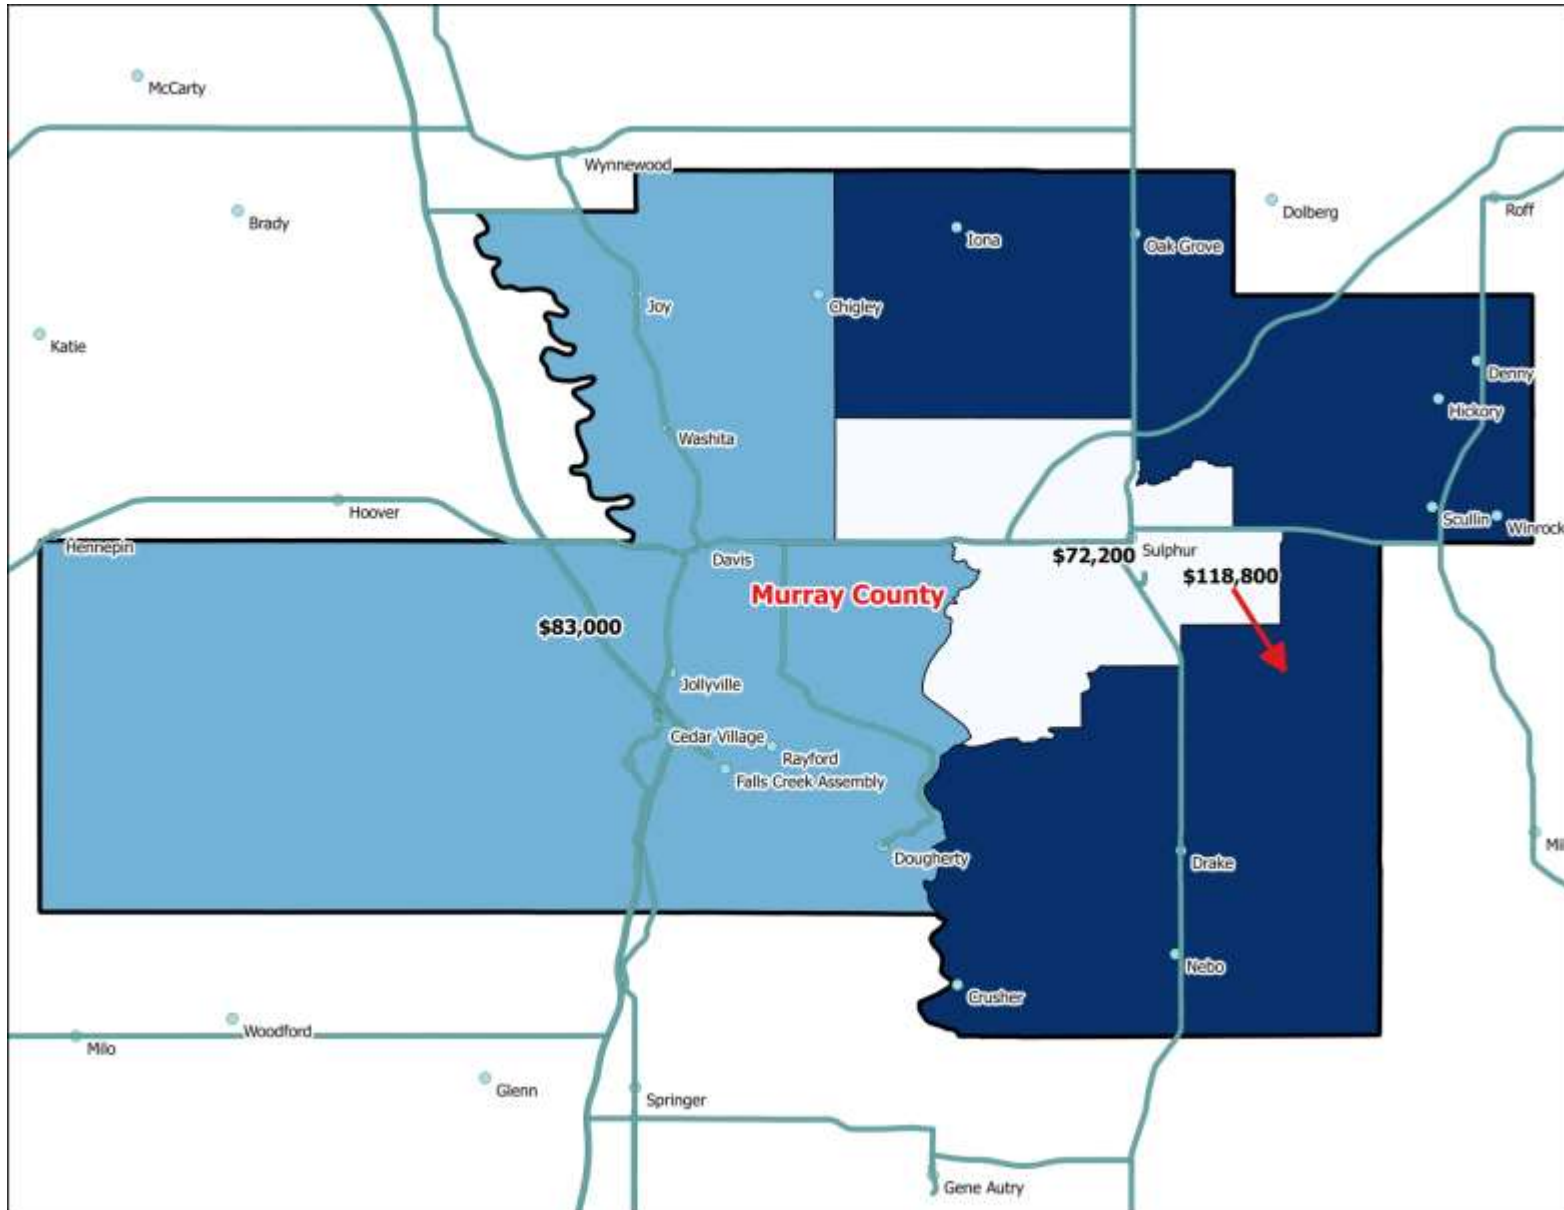 McCarty
Wynnewood
Brady
Dolberg
Roff
Iona
Oak Grove
Joy
Chigley
Katie
Denny
Hickory
Washita
Hoover
Scullin
Winrock
Hennepin
Davis
$72,200
Sulphur
$118,800
Murray County
$83,000
Jollyville
Cedar Village
Rayford
Falls Creek Assembly
Dougherty
Drake
Mi
Nebo
Crusher
Woodford
Milo
Glenn
Springer
Gene Autry